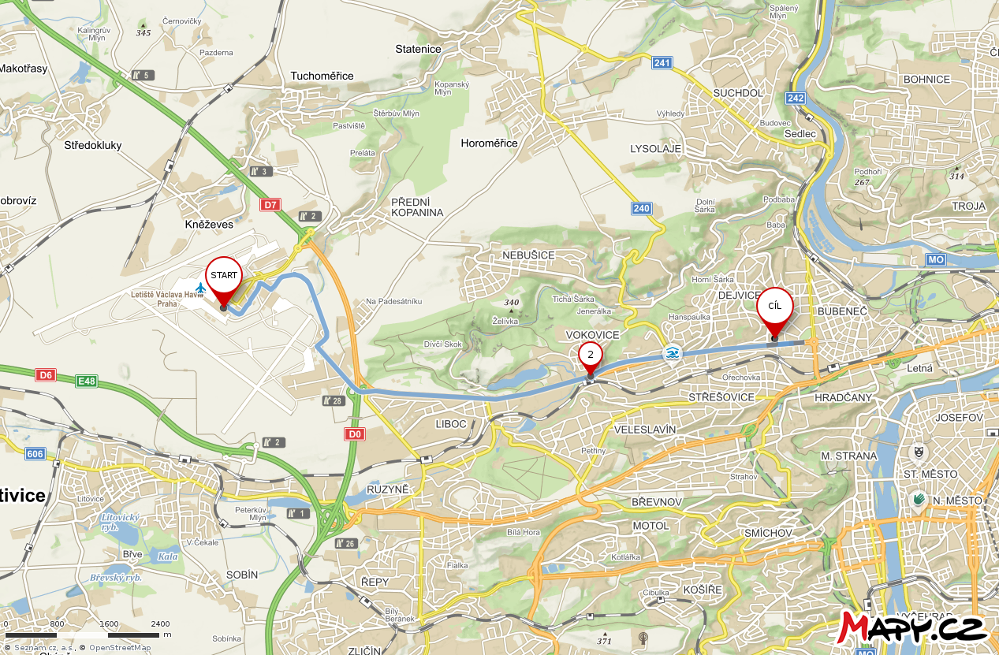 Černovičky
Kalingrův
Mlýn
345
Pazderna
Makotřasy
5
Tuchoměřice
Statenice
Spálený
Mlýn
241
BOHNICE
SUCHDOL
242
Kopanský
Mlýn
Štěrbův Mlýn
Výhledy
Budovec
Sedlec
Pastviště
Středokluky
Preláta
Horoměřice
LYSOLAJE
3
Podhoří
267
314
obrovíz
D7
2
PŘEDNÍ
KOPANINA
240
Dolní
Šárka
Podbaba
TROJA
Kněževes
Baba
NEBUŠICE
MO
START
Horní Šárka
Letiště Václava Havla
Praha
Na Padesátníku
340
Tichá Šárka
Jenerálka
DEJVICE
CÍL
BUBENEČ
Želivka
Hanspaulka
VOKOVICE
Dívčí Skok
2
D6
E48
Letná
Ořechovka
28
STŘEŠOVICE
HRADČANY
LIBOC
VELESLAVÍN
JOSEFOV
D0
2
606
Petřiny
M. STRANA
ST. MĚSTO
Strahov
tivice
Litovice
RUZYNĚ
BŘEVNOV
N. MĚSTO
Peterkův
Mlýn
1
Litovický
ryb.
MOTOL
SMÍCHOV
Bílá Hora
V Čekale
26
Břve
Kala
Kotlářka
Fialka
SOBÍN
Břevský ryb.
ŘEPY
KOŠÍŘE
Cibulka
Bílý
Beránek
VYŠEHRAD
0 800 1600 2400 m
Sobínka
371
MAPY.CZ
© Seznam.cz, a.s., © OpenStreetMap
ZLIČÍN
MO